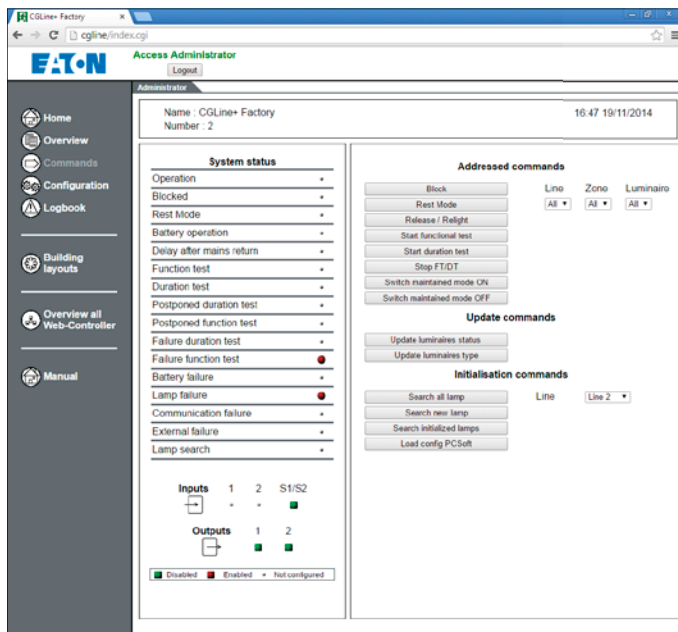 CGLine+ Factory
cgline/index.cgi
EATON
Access Administrator
Logout
Administrator
Name : CGLine+ Factory
Number : 2
16:47 19/11/2014
Home
Overview
Commands
Configuration
Logbook
Building
layouts
Overview all
Web-Controller
Manual
System status
Operation
Blocked
Rest Mode
Battery operation
Delay after mains return
Function test
Duration test
Postponed duration test
Postponed function test
Failure duration test
Failure function test
Battery failure
Lamp failure
Communication failure
External failure
Lamp search
Inputs 1 2 S1/S2
Outputs 1 2
Disabled Enabled Not configured
Addressed commands
Block Line Zone Luminaire
Rest Mode All All All
Release / Relight
Start functional test
Start duration test
Stop FT/DT
Switch maintained mode ON
Switch maintained mode OFF
Update commands
Update luminaires status
Update luminaires type
Initialisation commands
Search all lamp Line Line 2
Search new lamp
Search initialized lamps
Load config PCSoft